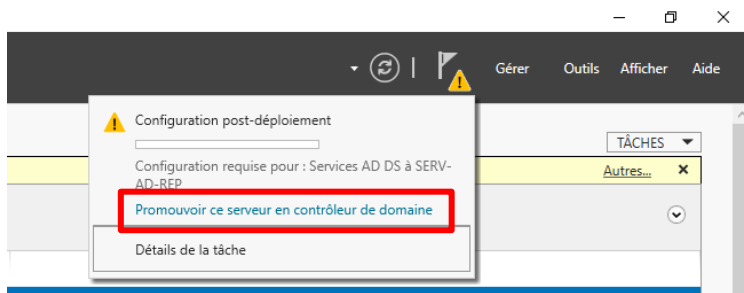 Gérer Outils Afficher Aide
Configuration post-déploiement
TÂCHES
Configuration requise pour : Services AD DS à SERV-
AD-REP
Autres...
Promouvoir ce serveur en contrôleur de domaine
Détails de la tâche